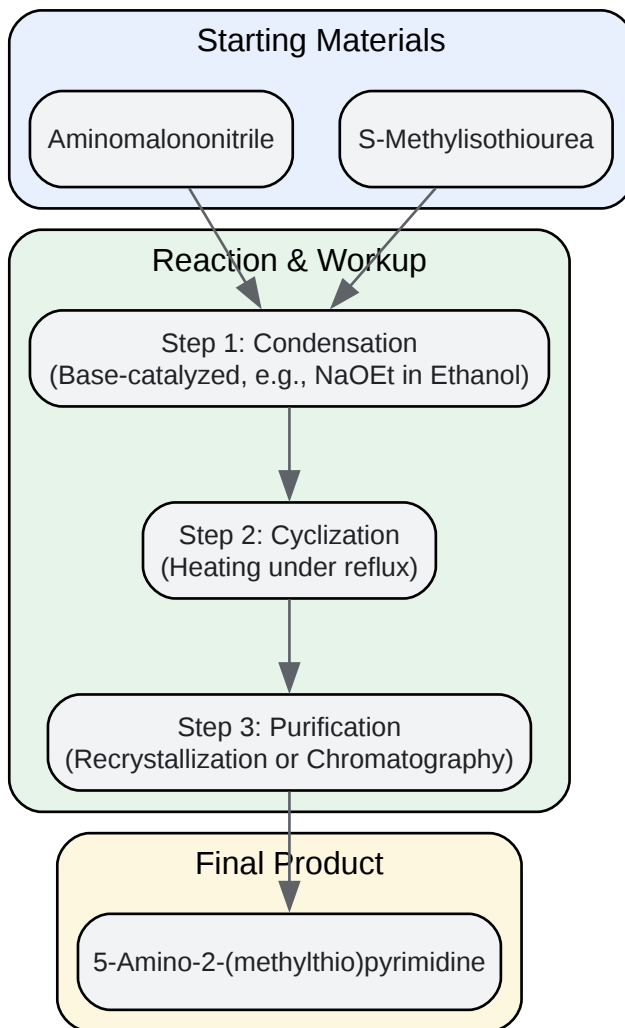 Starting Materials
Aminomalononitrile
S-Methylisothiourea
Reaction & Workup
Step 1: Condensation
(Base-catalyzed, e.g., NaOEt in Ethanol)
Step 2: Cyclization
(Heating under reflux)
Step 3: Purification
(Recrystallization or Chromatography)
Final Product
5-Amino-2-(methylthio)pyrimidine